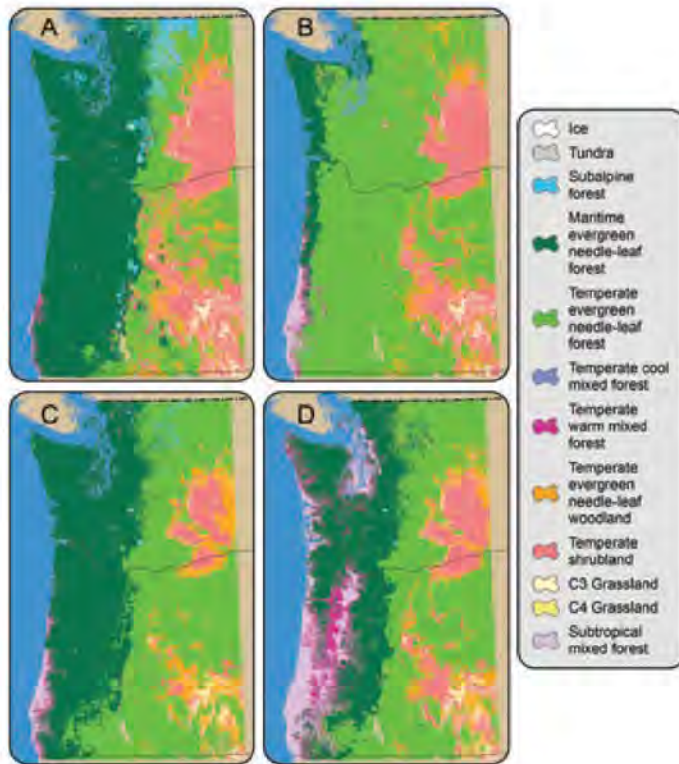 A
B
C
D
Ice
Tundra
Subalpine
forest
Maritime
evergreen
needle-leaf
forest
Temperate
evergreen
needle-leaf
forest
Temperate cool
mixed forest
Temperate
warm mixed
forest
Temperate
evergreen
needle-leaf
woodland
Temperate
shrubland
C3 Grassland
C4 Grassland
Subtropical
mixed forest